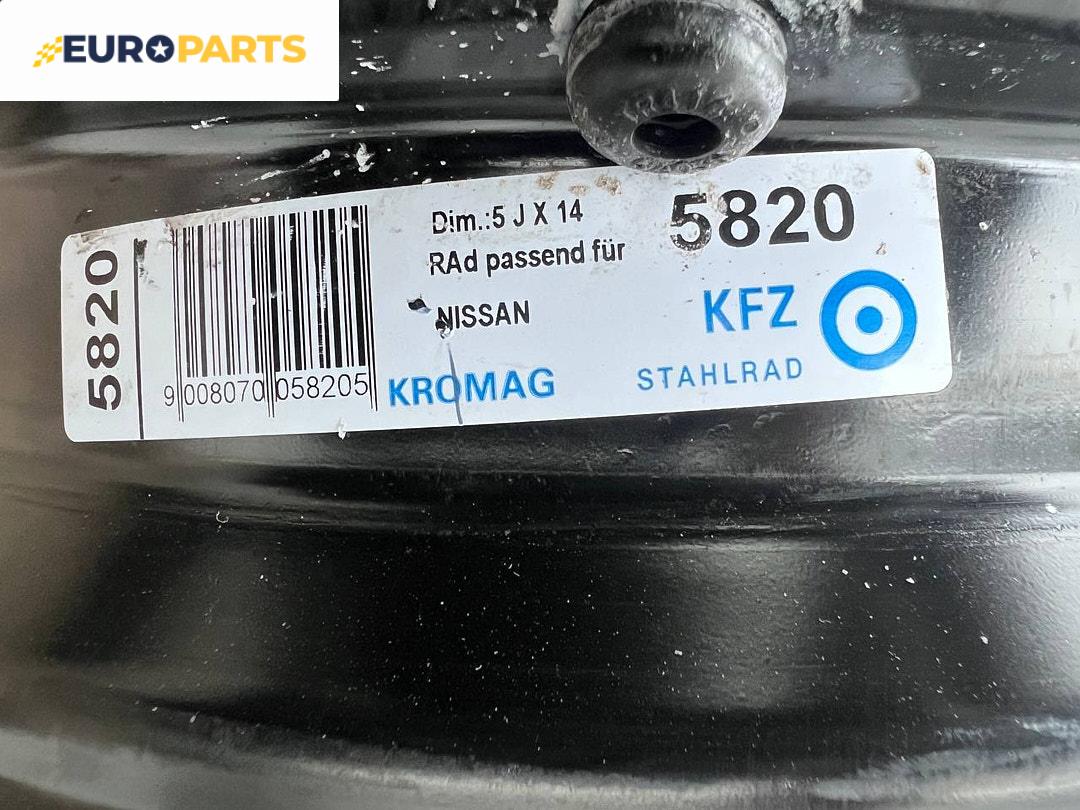 EUROPARTS
5820
9 008070 058205
Dim.:5 J X 14
RAd passend für
NISSAN
KROMAG
5820
KFZ
STAHLRAD